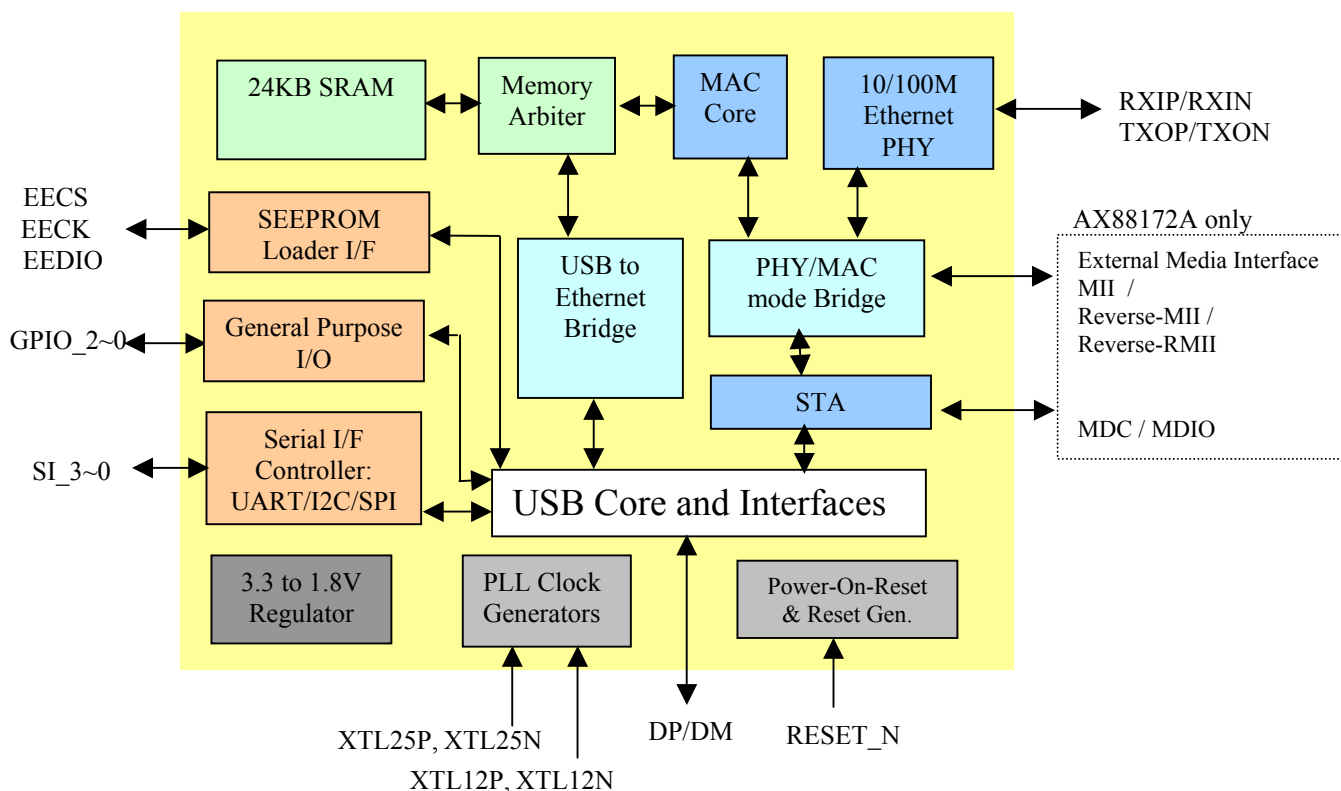 24KB SRAM
Memory
Arbiter
MAC
Core
10/100M
Ethernet
PHY
RXIP/RXIN
TXOP/TXON
EECS
EECK
EEDIO
SEEPROM
Loader I/F
USB to
Ethernet
Bridge
PHY/MAC
mode Bridge
AX88172A only
External Media Interface
MII /
Reverse-MII /
Reverse-RMII
MDC / MDIO
GPIO_2~0
General Purpose
I/O
STA
SI_3~0
Serial I/F
Controller:
UART/I2C/SPI
USB Core and Interfaces
3.3 to 1.8V
Regulator
PLL Clock
Generators
Power-On-Reset
& Reset Gen.
XTL25P, XTL25N
XTL12P, XTL12N
DP/DM
RESET_N